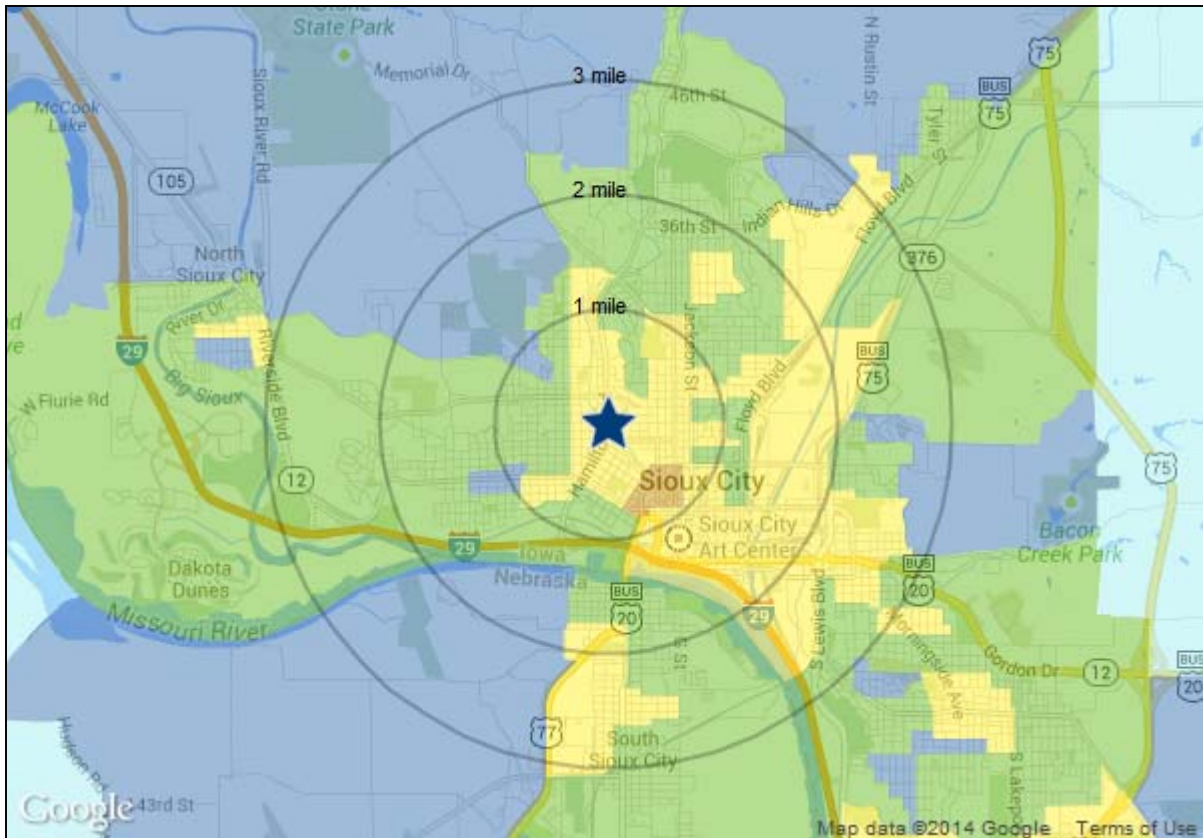 State Park
Memorial Dr
3 mile
46th St
N Rustin St
75
BUS
75
Tyler St
McCook
Lake
Sioux River Rd
105
2 mile
36th St
Indian Hills Dr
Floyd Blvd
North
Sioux City
376
River Dr
1 mile
Jackson St
29
Riverside Blvd
BUS
75
Big Sioux
W Flurie Rd
Floyd Blvd
Hamilton
12
Sioux City
75
Sioux City
Art Center
Bacon
Creek Park
29
Iowa
Nebraska
Dakota
Dunes
BUS
20
BUS
20
Missouri River
29
S Lewis Blvd
S St
Morningside Ave
Gordon Dr
12
BUS
20
77
South
Sioux City
S Lakeport
143rd St
Google
Map data ©2014 Google
Terms of Use